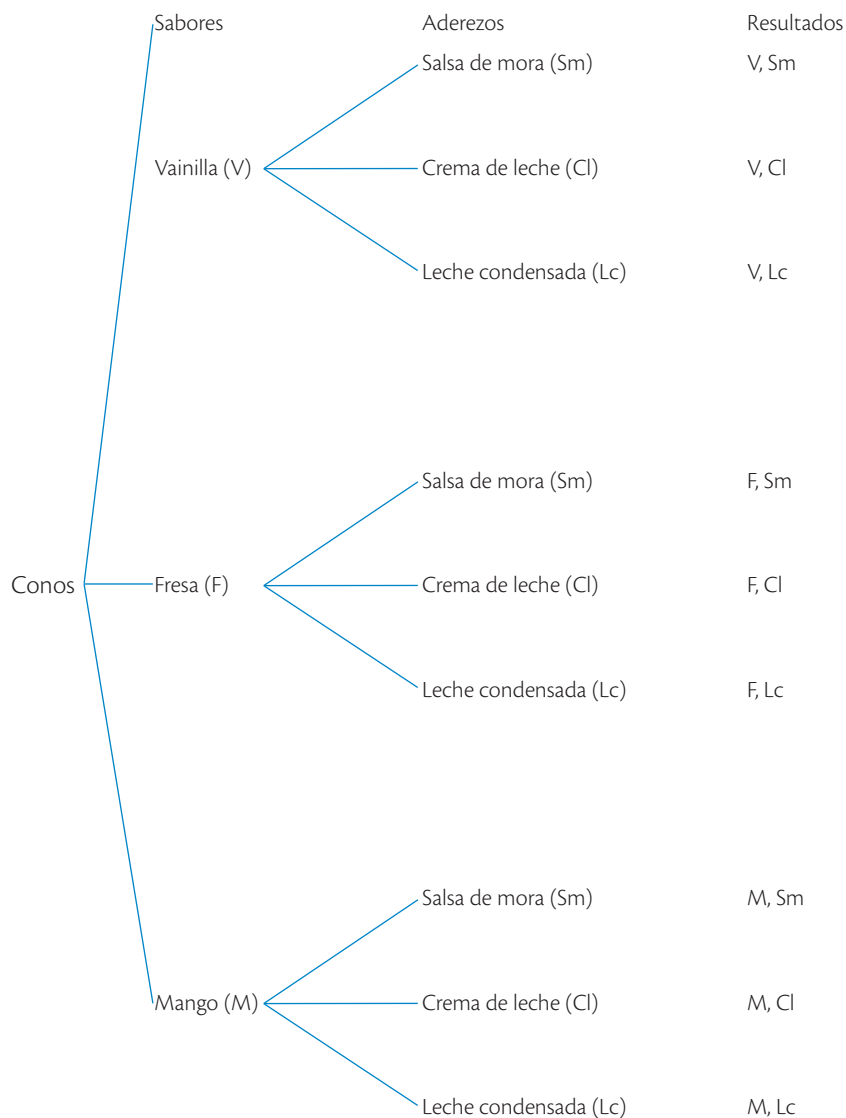 Sabores Aderezos Resultados
Salsa de mora (Sm) V, Sm
Vainilla (V) Crema de leche (Cl) V, Cl
Leche condensada (Lc) V, Lc
Salsa de mora (Sm) F, Sm
Conos Fresa (F) Crema de leche (Cl) F, Cl
Leche condensada (Lc) F, Lc
Salsa de mora (Sm) M, Sm
Mango (M) Crema de leche (Cl) M, Cl
Leche condensada (Lc) M, Lc